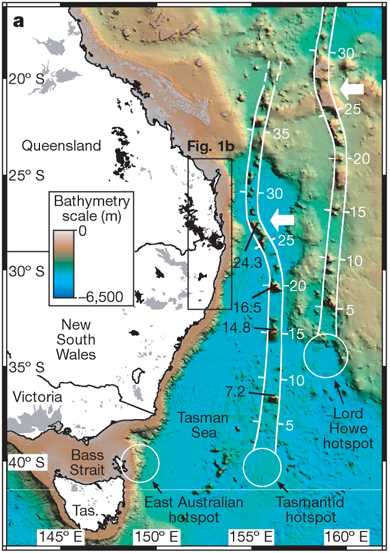 a
30
20° S
25
35
Queensland
Fig. 1b
20
25° S
30
15
Bathymetry
scale (m)
0
–6,500
25
24.3
10
30° S
20
16.5
5
New
South
Wales
14.8
15
35° S
Victoria
10
7.2
Lord
Howe
hotspot
Tasman
Sea
5
Bass
Strait
40° S
East Australian
hotspot
Tasmantid
hotspot
Tas.
145° E
150° E
155° E
160° E